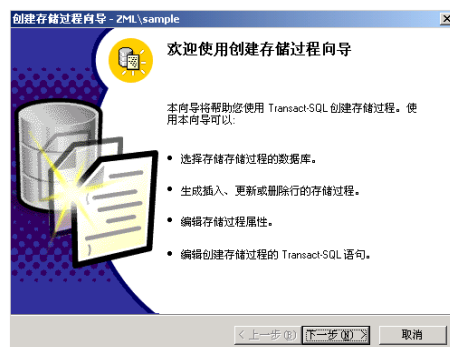 创建存储过程向导 - ZML\sample
欢迎使用创建存储过程向导
本向导将帮助您使用 Transact-SQL 创建存储过程。使
用本向导可以:
• 选择存储存储过程的数据库。
• 生成插入、更新或删除行的存储过程。
• 编辑存储过程属性。
• 编辑创建存储过程的 Transact-SQL 语句。
< 上一步(B) 下一步(N) > 取消